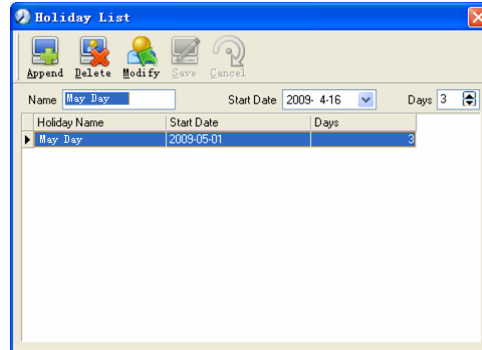 Holiday List
Append Delete Modify Save Cancel
Name May Day Start Date 2009- 4-16 Days 3
Holiday Name Start Date Days
May Day 2009-05-01 3